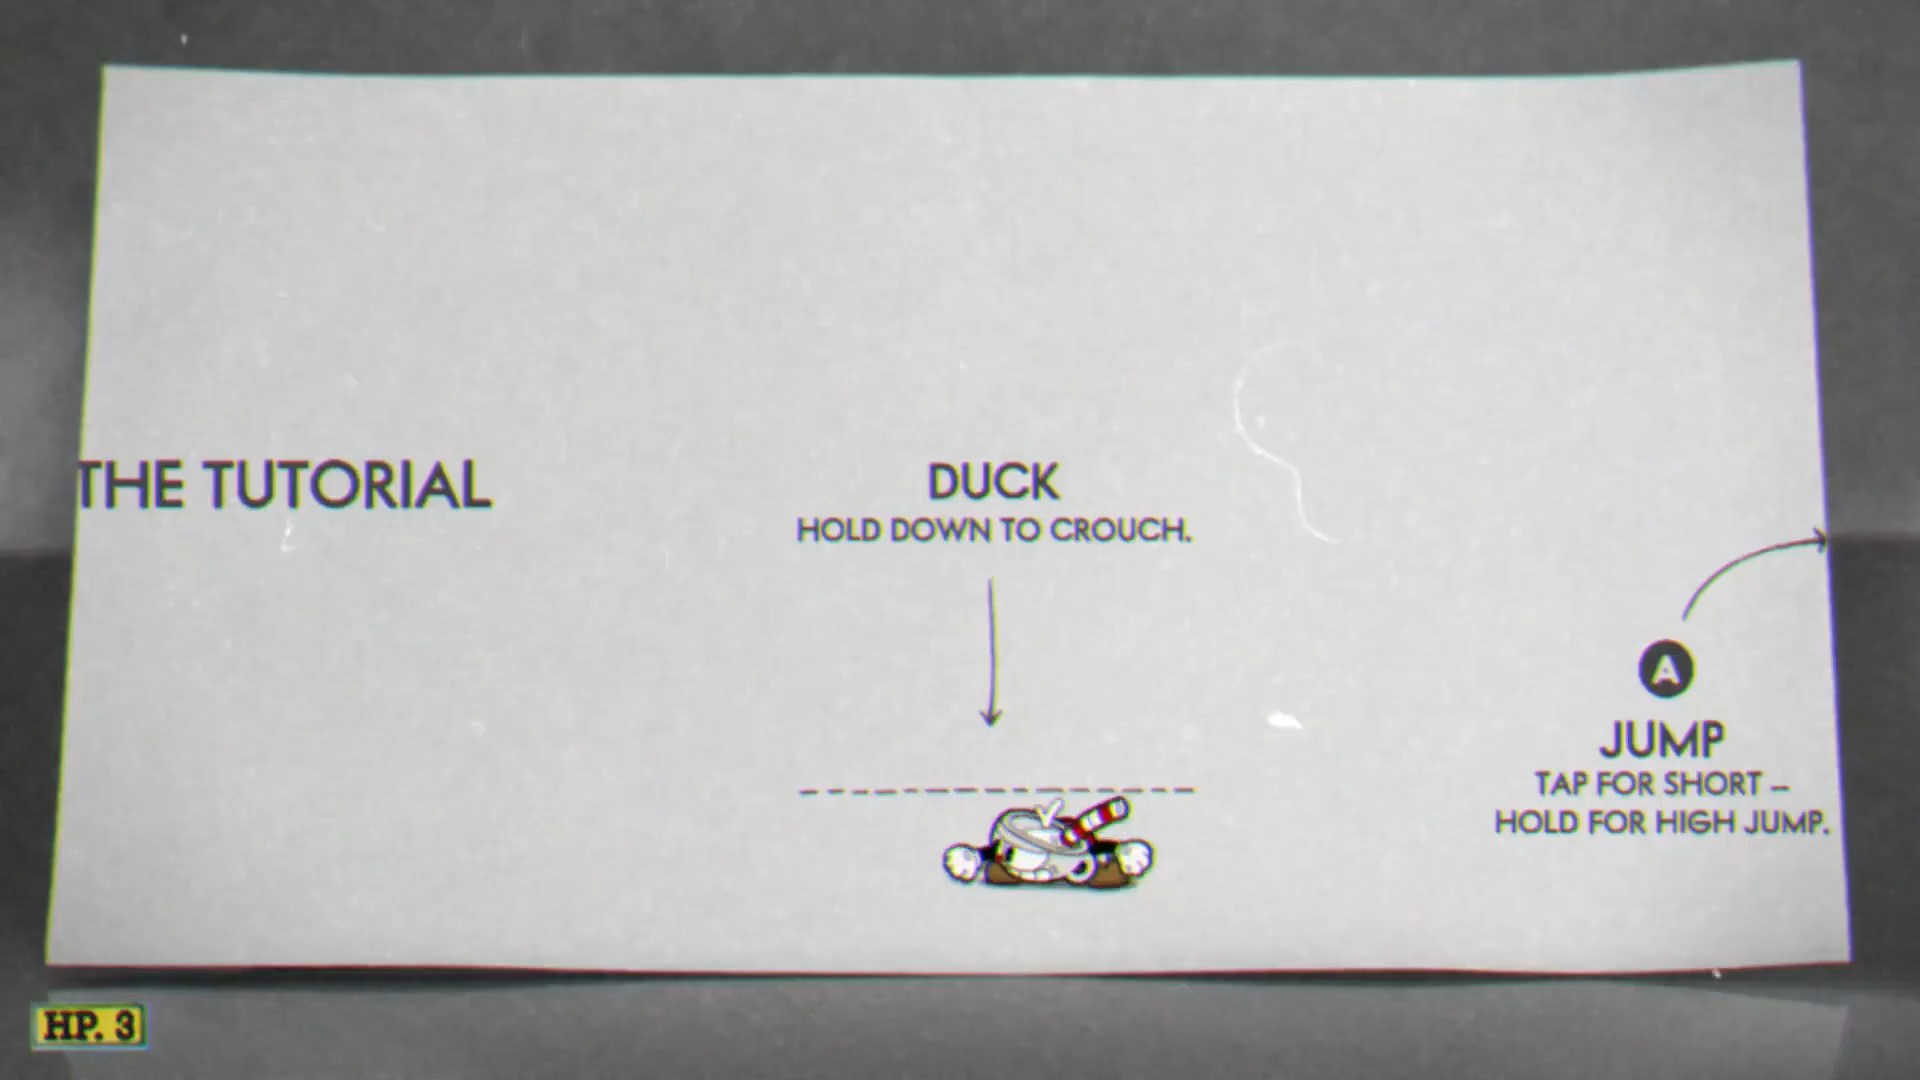 THE TUTORIAL
DUCK
HOLD DOWN TO CROUCH.
A
JUMP
TAP FOR SHORT –
HOLD FOR HIGH JUMP.
HP. 3